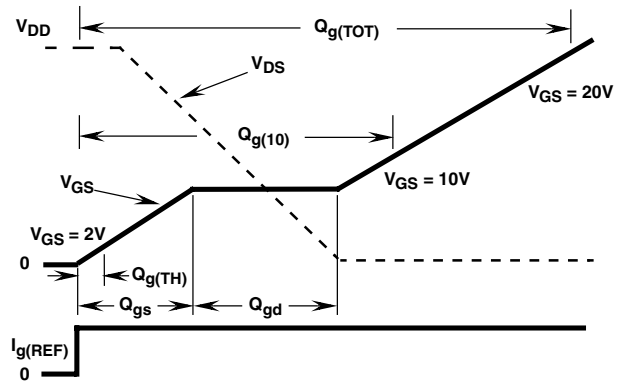 V_DD
Q_g(TOT)
V_DS
V_GS = 20V
Q_g(10)
V_GS
V_GS = 10V
V_GS = 2V
0
Q_g(TH)
Q_gs
Q_gd
I_g(REF)
0